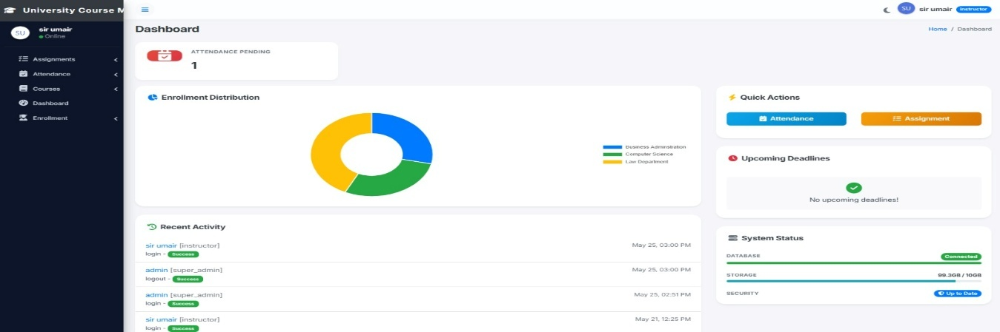 University Course M
SU
sir umair
Online
Assignments
Attendance
Courses
Dashboard
Enrollment
SU sir umair Instructor
Dashboard
Home / Dashboard
ATTENDANCE PENDING
1
Enrollment Distribution
Business Adminstration
Computer Science
Law Department
Quick Actions
Attendance Assignment
Upcoming Deadlines
No upcoming deadlines!
System Status
DATABASE Connected
STORAGE 99.3GB / 10GB
SECURITY Up to Date
Recent Activity
sir umair [instructor] May 25, 03:00 PM
login - Success
admin [super_admin] May 25, 03:00 PM
logout - Success
admin [super_admin] May 25, 02:51 PM
login - Success
sir umair [instructor] May 21, 12:25 PM
login - Success